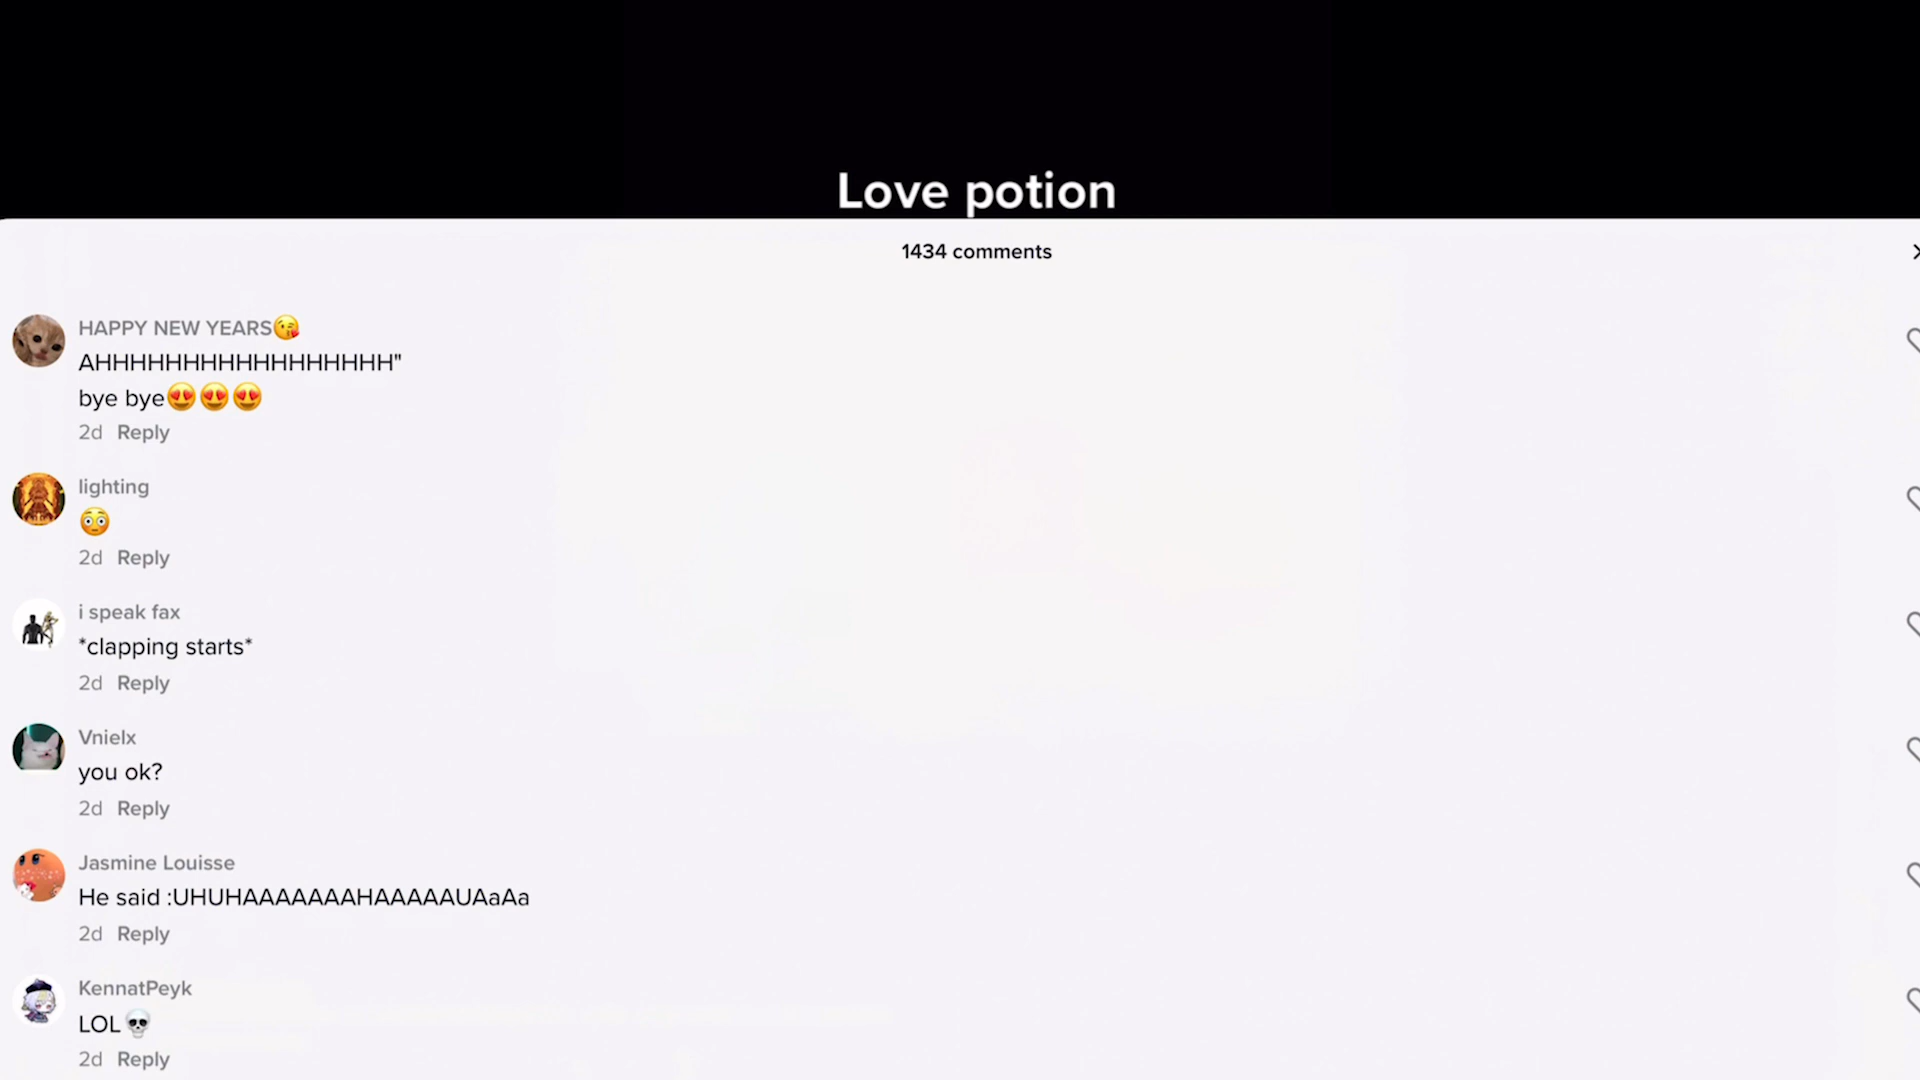 Love potion
1434 comments
HAPPY NEW YEARS😘
AHHHHHHHHHHHHHHHHH"
bye bye😍😍😍
2d Reply
lighting
😳
2d Reply
i speak fax
*clapping starts*
2d Reply
Vnielx
you ok?
2d Reply
Jasmine Louisse
He said :UHUHAAAAAAAHAAAAAUAaAa
2d Reply
KennatPeyk
LOL💀
2d Reply